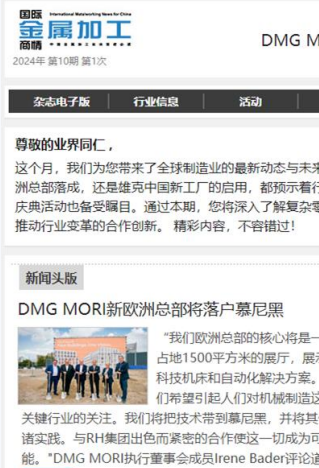 国际
International Metalworking News for China
金属加工
商情
2024年 第10期 第1次
DMG M
杂志电子版 行业信息 活动
尊敬的业界同仁，
这个月，我们为您带来了全球制造业的最新动态与未来
洲总部落成，还是雄克中国新工厂的启用，都预示着行
庆典活动也备受瞩目。通过本期，您将深入了解复杂零
推动行业变革的合作创新。 精彩内容，不容错过！
新闻头版
DMG MORI新欧洲总部将落户慕尼黑
“我们欧洲总部的核心将是一
占地1500平方米的展厅，展示
科技机床和自动化解决方案。
们希望引起人们对机械制造这
关键行业的关注。我们将把技术带到慕尼黑，并将其
诸实践。与RH集团出色而紧密的合作使这一切成为可
能。"DMG MORI执行董事会成员Irene Bader评论道